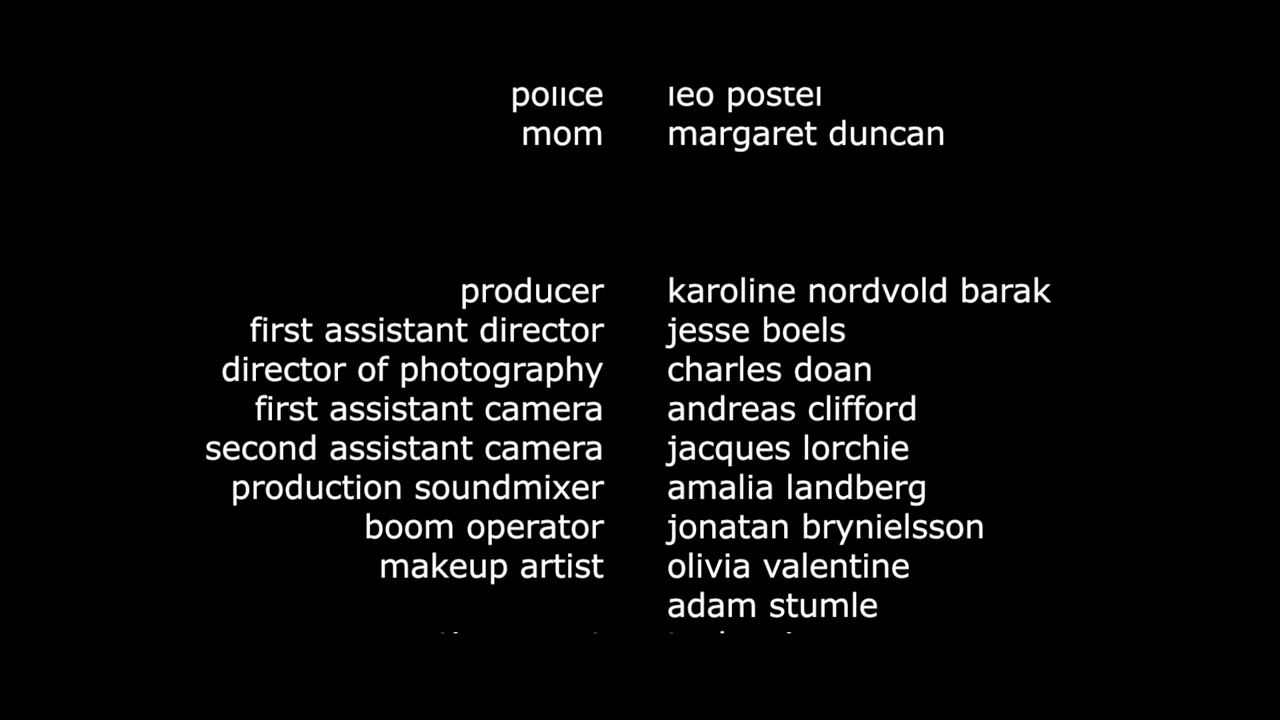 police leo postel
mom margaret duncan
producer karoline nordvold barak
first assistant director jesse boels
director of photography charles doan
first assistant camera andreas clifford
second assistant camera jacques lorchie
production soundmixer amalia landberg
boom operator jonatan brynielsson
makeup artist olivia valentine
adam stumle